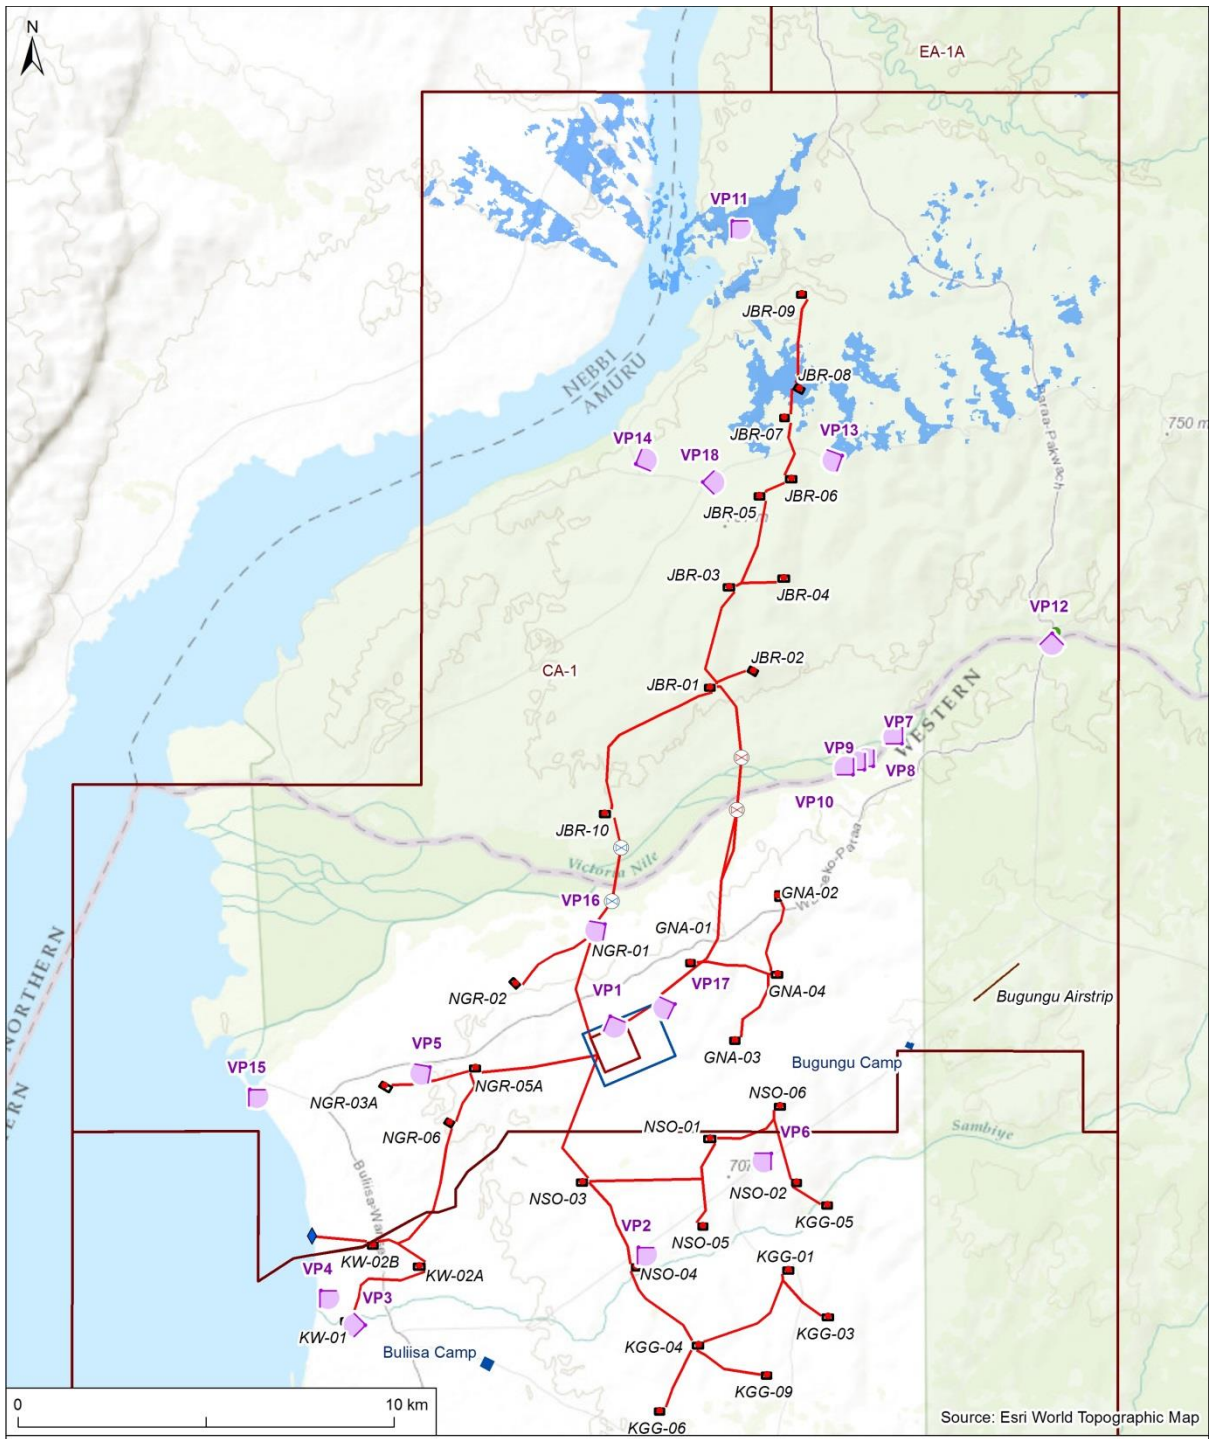 N
EA-1A
VP11
JBR-09
NEBBI
AMURU
JBR-08
JBR-07
VP13
750 m
VP14
VP18
Paraa-Pakwach
JBR-06
JBR-05
JBR-03
JBR-04
VP12
JBR-02
CA-1
JBR-01
WESTERN
VP7
VP9
VP8
VP10
JBR-10
Victoria Nile
GNA-02
VP16
GNA-01
NGR-01
NORTHERN
NGR-02
VP17
GNA-04
Bugungu Airstrip
VP1
VP5
GNA-03
Bugungu Camp
VP15
NGR-05A
NGR-03A
NSO-06
NGR-06
NSO-01
Sambiye
VP6
NSO-03
NSO-02
KGG-05
VP2
NSO-05
KW-02B
KGG-01
VP4
KW-02A
NSO-04
VP3
KW-01
KGG-03
KGG-04
Buliisa Camp
KGG-09
0
10 km
KGG-06
Source: Esri World Topographic Map